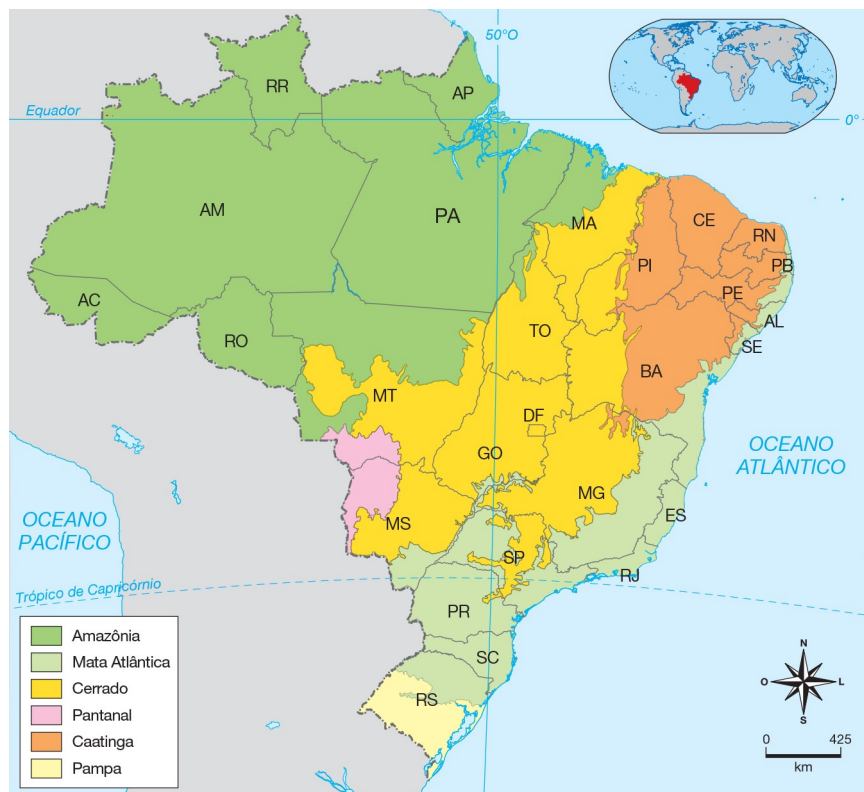 50°O
RR
AP
Equador
0°
AM
PA
MA
CE
RN
PI
PB
PE
AC
AL
TO
SE
RO
BA
MT
DF
GO
OCEANO
ATLÂNTICO
MG
OCEANO
PACÍFICO
MS
ES
SP
RJ
Trópico de Capricórnio
PR
SC
RS
Amazônia
Mata Atlântica
Cerrado
Pantanal
Caatinga
Pampa
N
O
L
S
0 425
km